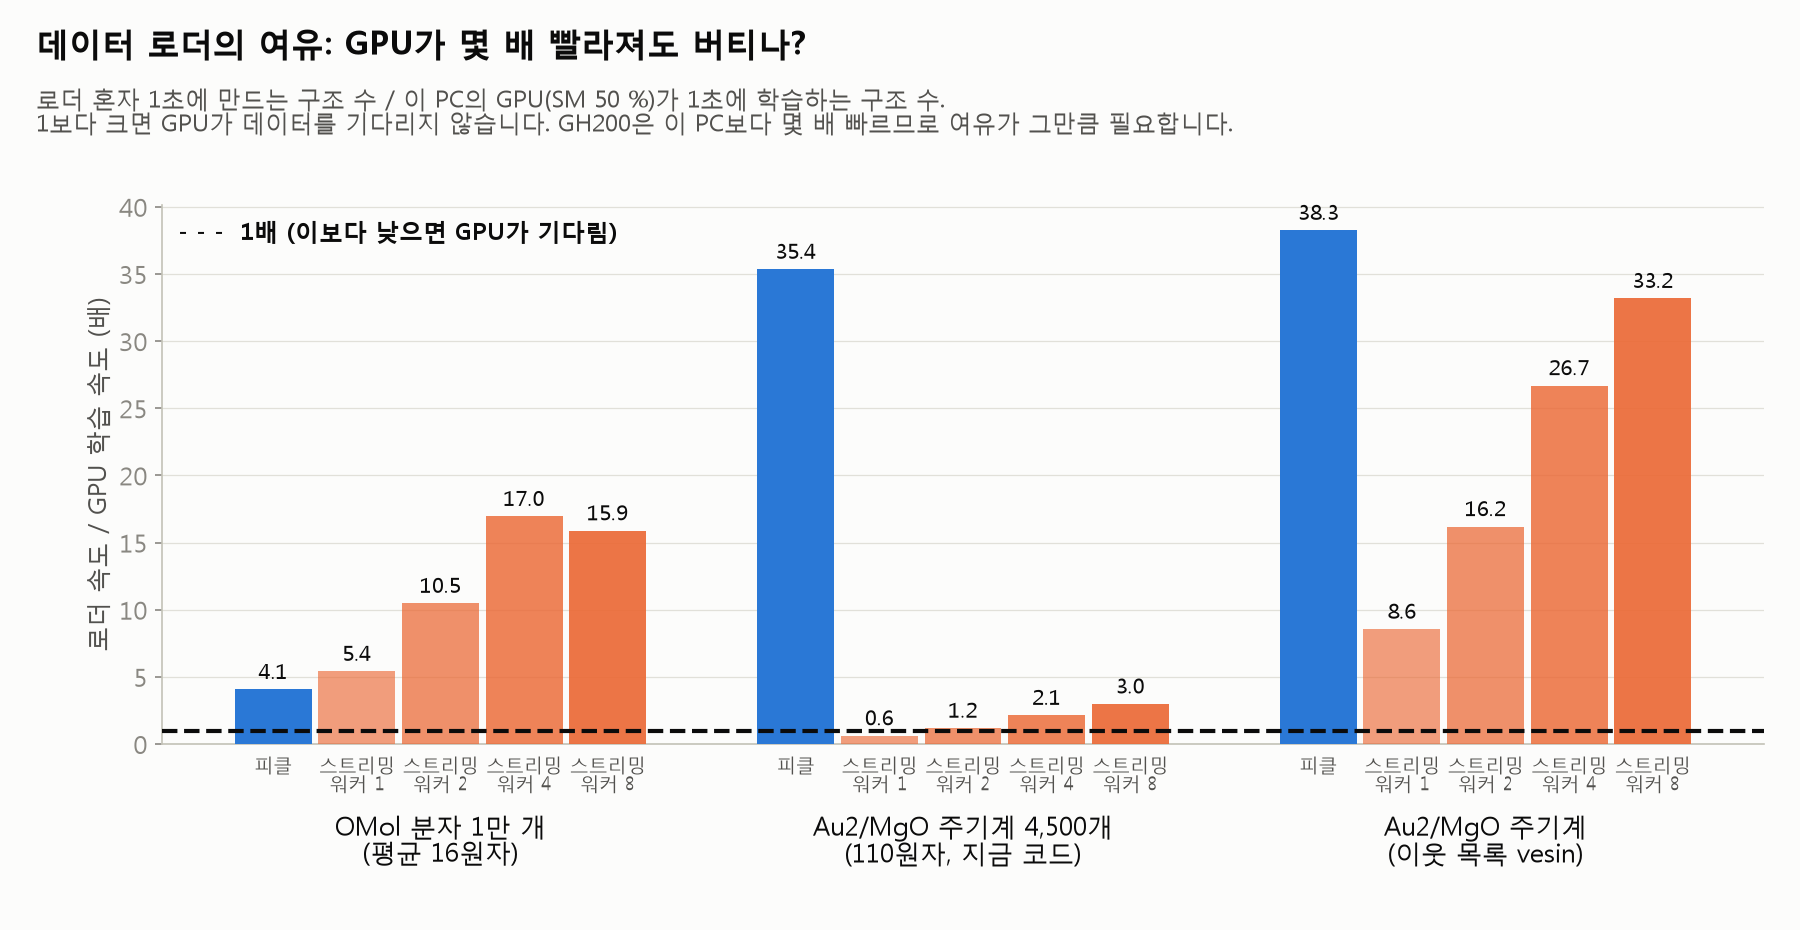 데이터 로더의 여유: GPU가 몇 배 빨라져도 버티나?
로더 혼자 1초에 만드는 구조 수 / 이 PC의 GPU(SM 50 %)가 1초에 학습하는 구조 수.
1보다 크면 GPU가 데이터를 기다리지 않습니다. GH200은 이 PC보다 몇 배 빠르므로 여유가 그만큼 필요합니다.
로더 속도 / GPU 학습 속도 (배)
40
35
30
25
20
15
10
5
0
1배 (이보다 낮으면 GPU가 기다림)
4.1
5.4
10.5
17.0
15.9
35.4
0.6
1.2
2.1
3.0
38.3
8.6
16.2
26.7
33.2
피클
스트리밍
워커 1
스트리밍
워커 2
스트리밍
워커 4
스트리밍
워커 8
피클
스트리밍
워커 1
스트리밍
워커 2
스트리밍
워커 4
스트리밍
워커 8
피클
스트리밍
워커 1
스트리밍
워커 2
스트리밍
워커 4
스트리밍
워커 8
OMol 분자 1만 개
(평균 16원자)
Au2/MgO 주기계 4,500개
(110원자, 지금 코드)
Au2/MgO 주기계
(이웃 목록 vesin)